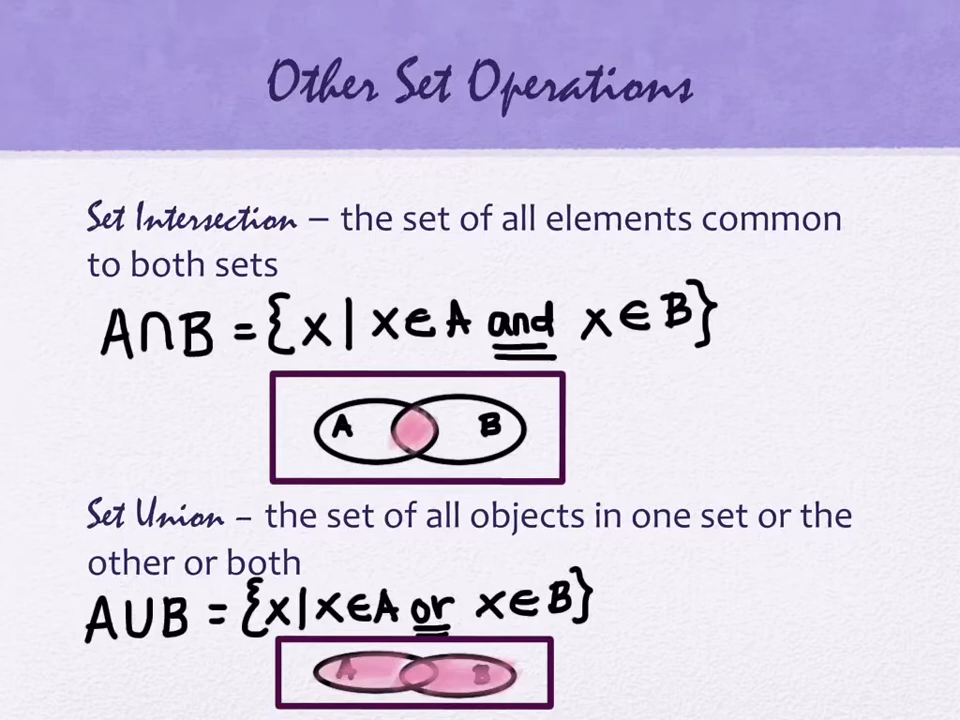 Other Set Operations
Set Intersection – the set of all elements common
to both sets
A∩B = {x | x∈A and x∈B}
A B
Set Union – the set of all objects in one set or the
other or both
A∪B = {x | x∈A or x∈B}
A B